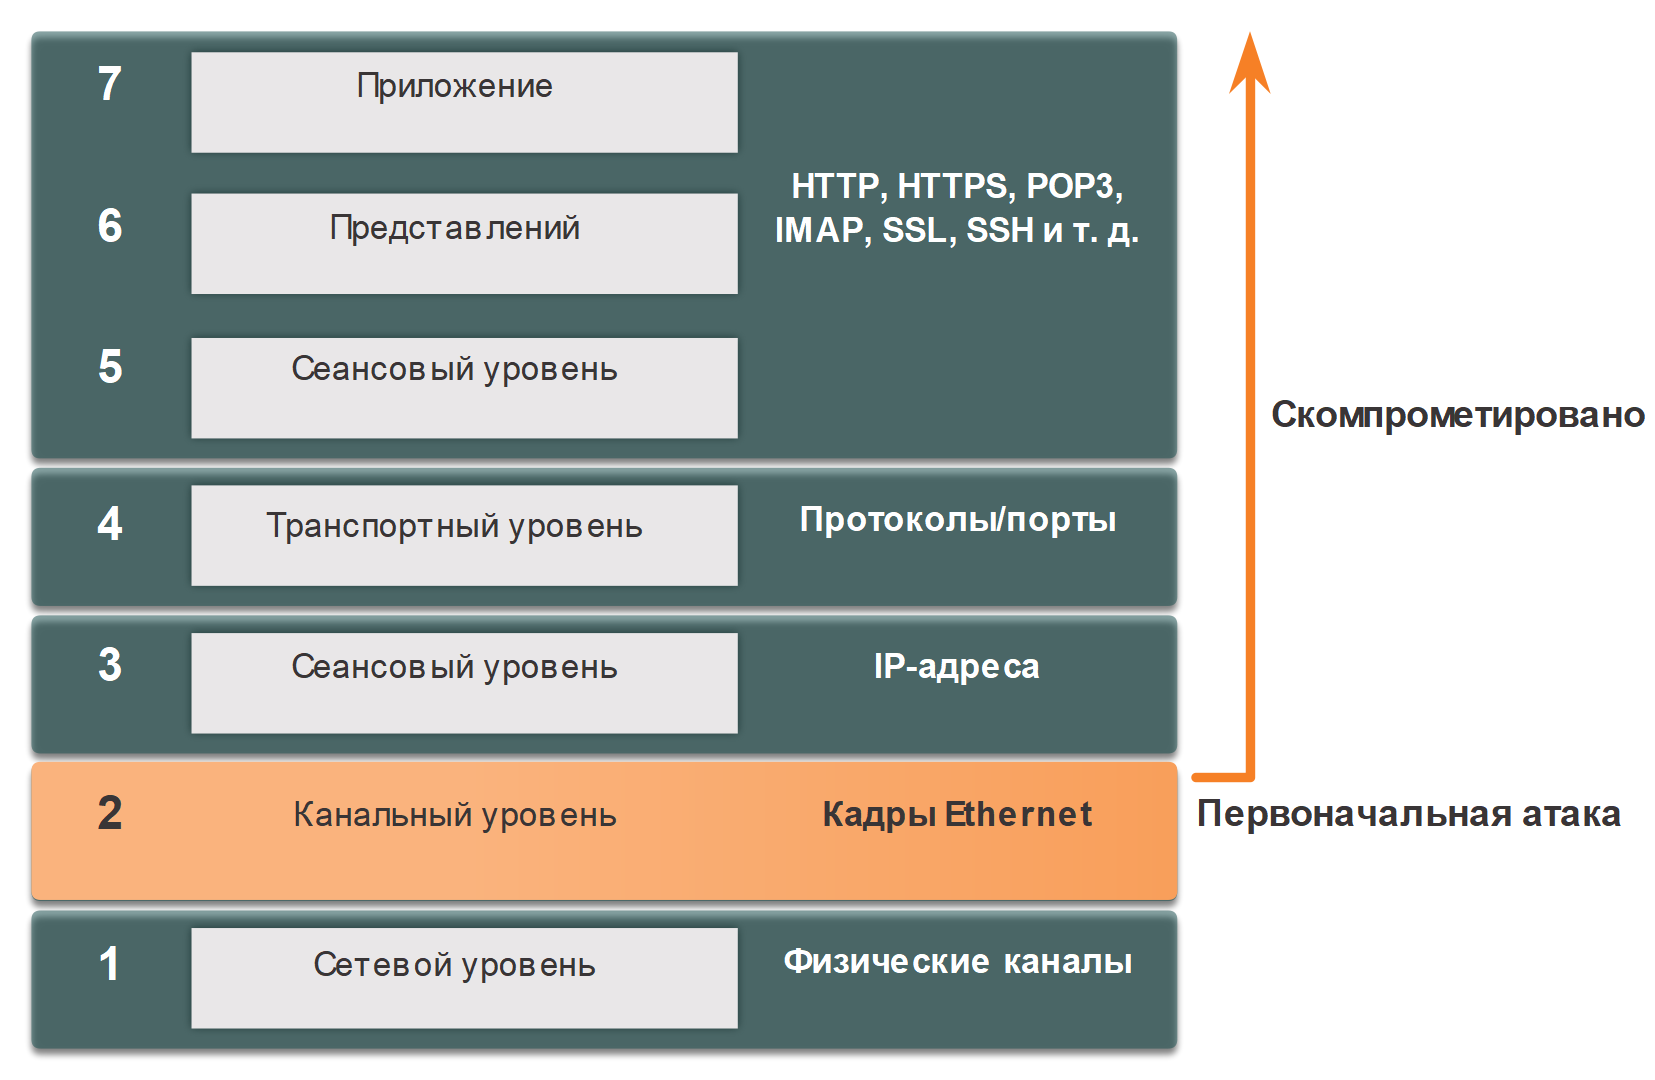 7
Приложение
6
Представлений
HTTP, HTTPS, POP3,
IMAP, SSL, SSH и т. д.
5
Сеансовый уровень
Скомпрометировано
4
Транспортный уровень
Протоколы/порты
3
Сеансовый уровень
IP-адреса
2
Канальный уровень
Кадры Ethernet
Первоначальная атака
1
Сетевой уровень
Физические каналы